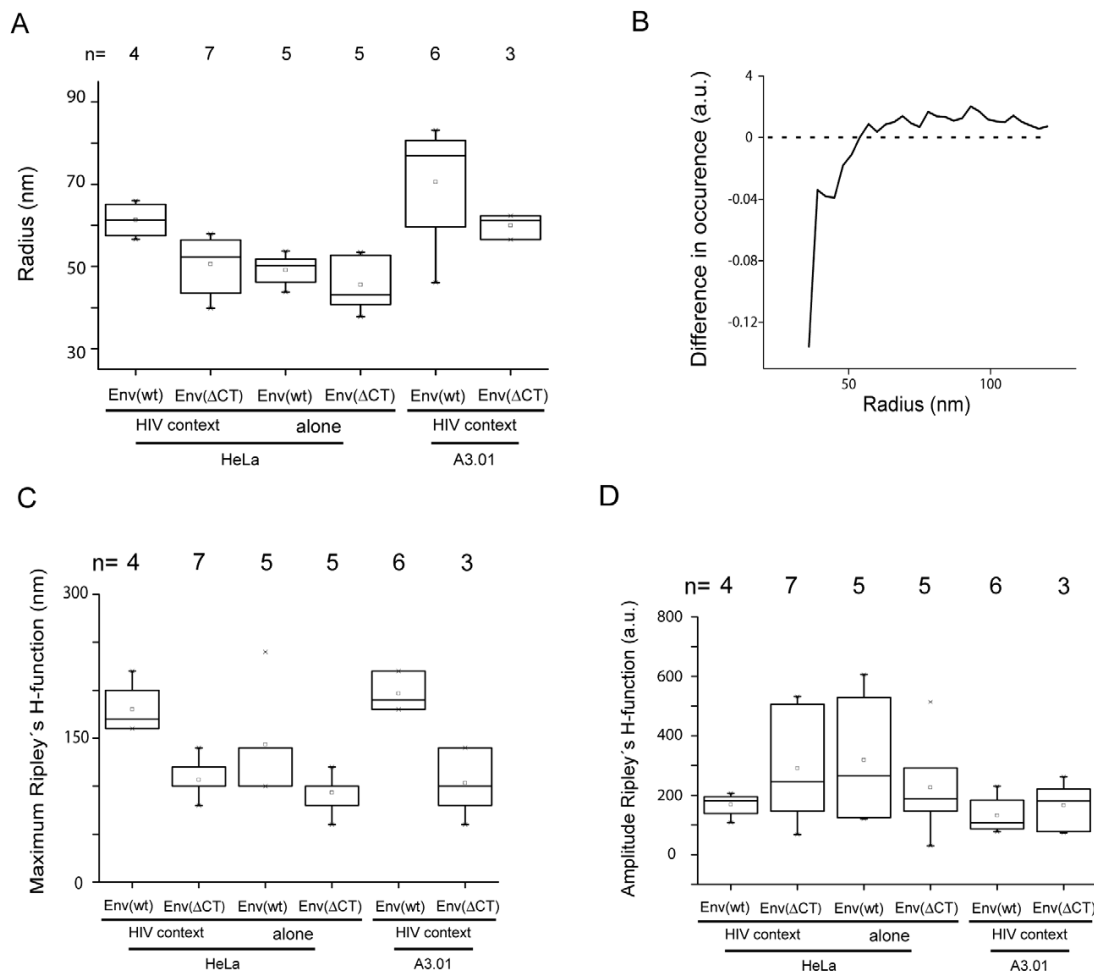 A
n= 4 7 5 5 6 3
90
70
50
30
Radius (nm)
Env(wt) Env(ΔCT) Env(wt) Env(ΔCT) Env(wt) Env(ΔCT)
HIV context alone HIV context
HeLa A3.01
B
4
0
-0.04
-0.08
-0.12
Difference in occurence (a.u.)
50 100
Radius (nm)
C
n= 4 7 5 5 6 3
300
150
0
Maximum Ripley´s H-function (nm)
Env(wt) Env(ΔCT) Env(wt) Env(ΔCT) Env(wt) Env(ΔCT)
HIV context alone HIV context
HeLa A3.01
D
n= 4 7 5 5 6 3
800
600
400
200
0
Amplitude Ripley´s H-function (a.u.)
Env(wt) Env(ΔCT) Env(wt) Env(ΔCT) Env(wt) Env(ΔCT)
HIV context alone HIV context
HeLa A3.01